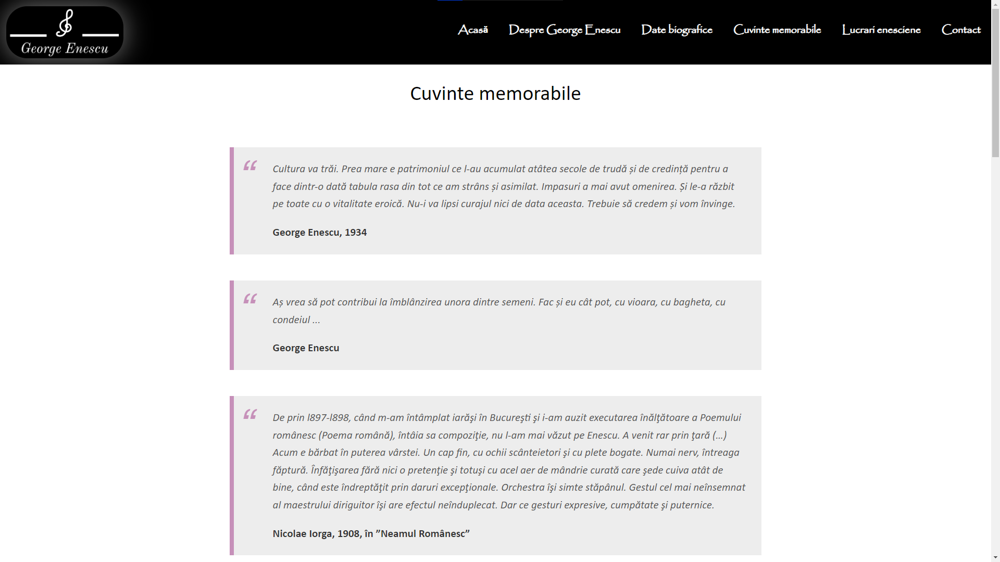 George Enescu
Acasă
Despre George Enescu
Date biografice
Cuvinte memorabile
Lucrari enesciene
Contact
Cuvinte memorabile
“
Cultura va trăi. Prea mare e patrimoniul ce l-au acumulat atâtea secole de trudă și de credință pentru a
face dintr-o dată tabula rasa din tot ce am strâns și asimilat. Impasuri a mai avut omenirea. Și le-a răzbit
pe toate cu o vitalitate eroică. Nu-i va lipsi curajul nici de data aceasta. Trebuie să credem și vom învinge.
George Enescu, 1934
“
Aș vrea să pot contribui la îmblânzirea unora dintre semeni. Fac și eu cât pot, cu vioara, cu bagheta, cu
condeiul ...
George Enescu
“
De prin l897-l898, când m-am întâmplat iarăşi în Bucureşti şi i-am auzit executarea înălţătoare a Poemului
românesc (Poema română), întâia sa compoziţie, nu l-am mai văzut pe Enescu. A venit rar prin ţară (...)
Acum e bărbat în puterea vârstei. Un cap fin, cu ochii scânteietori şi cu plete bogate. Numai nerv, întreaga
făptură. Înfăţişarea fără nici o pretenţie şi totuşi cu acel aer de mândrie curată care şede cuiva atât de
bine, când este îndreptăţit prin daruri excepţionale. Orchestra îşi simte stăpânul. Gestul cel mai neînsemnat
al maestrului diriguitor îşi are efectul neînduplecat. Dar ce gesturi expresive, cumpătate şi puternice.
Nicolae Iorga, 1908, în ”Neamul Românesc”